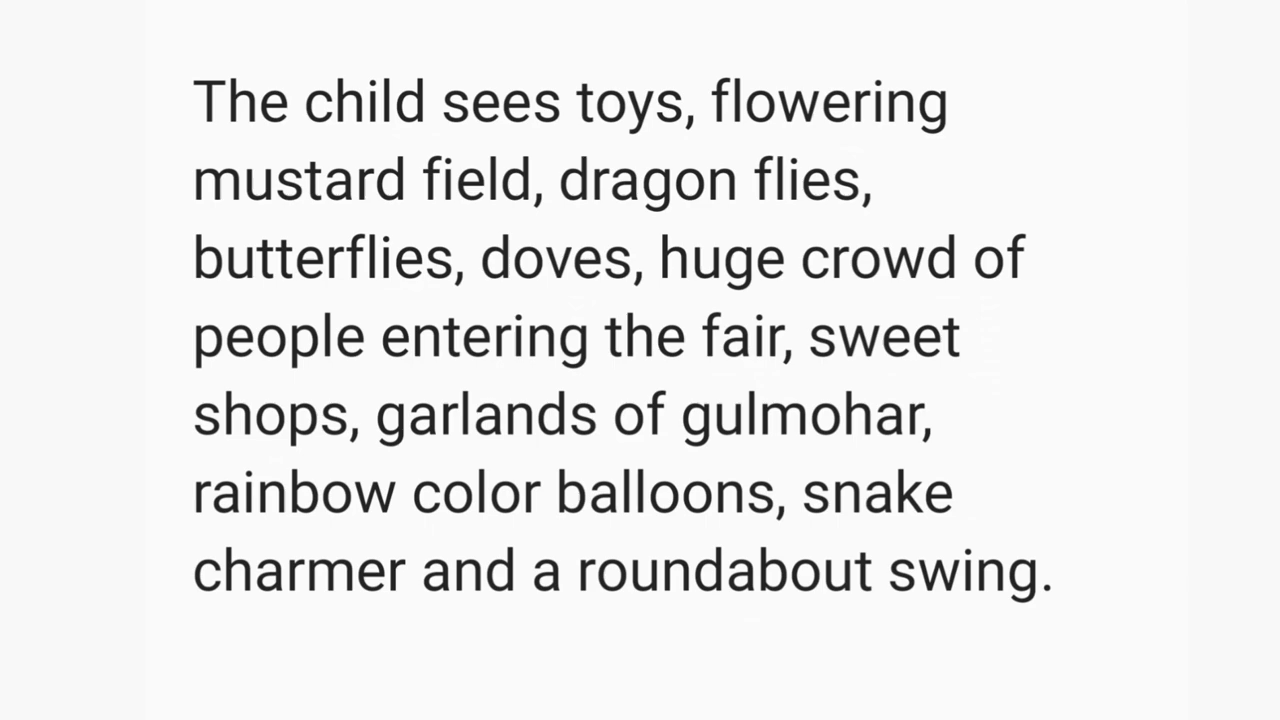 The child sees toys, flowering
mustard field, dragon flies,
butterflies, doves, huge crowd of
people entering the fair, sweet
shops, garlands of gulmohar,
rainbow color balloons, snake
charmer and a roundabout swing.